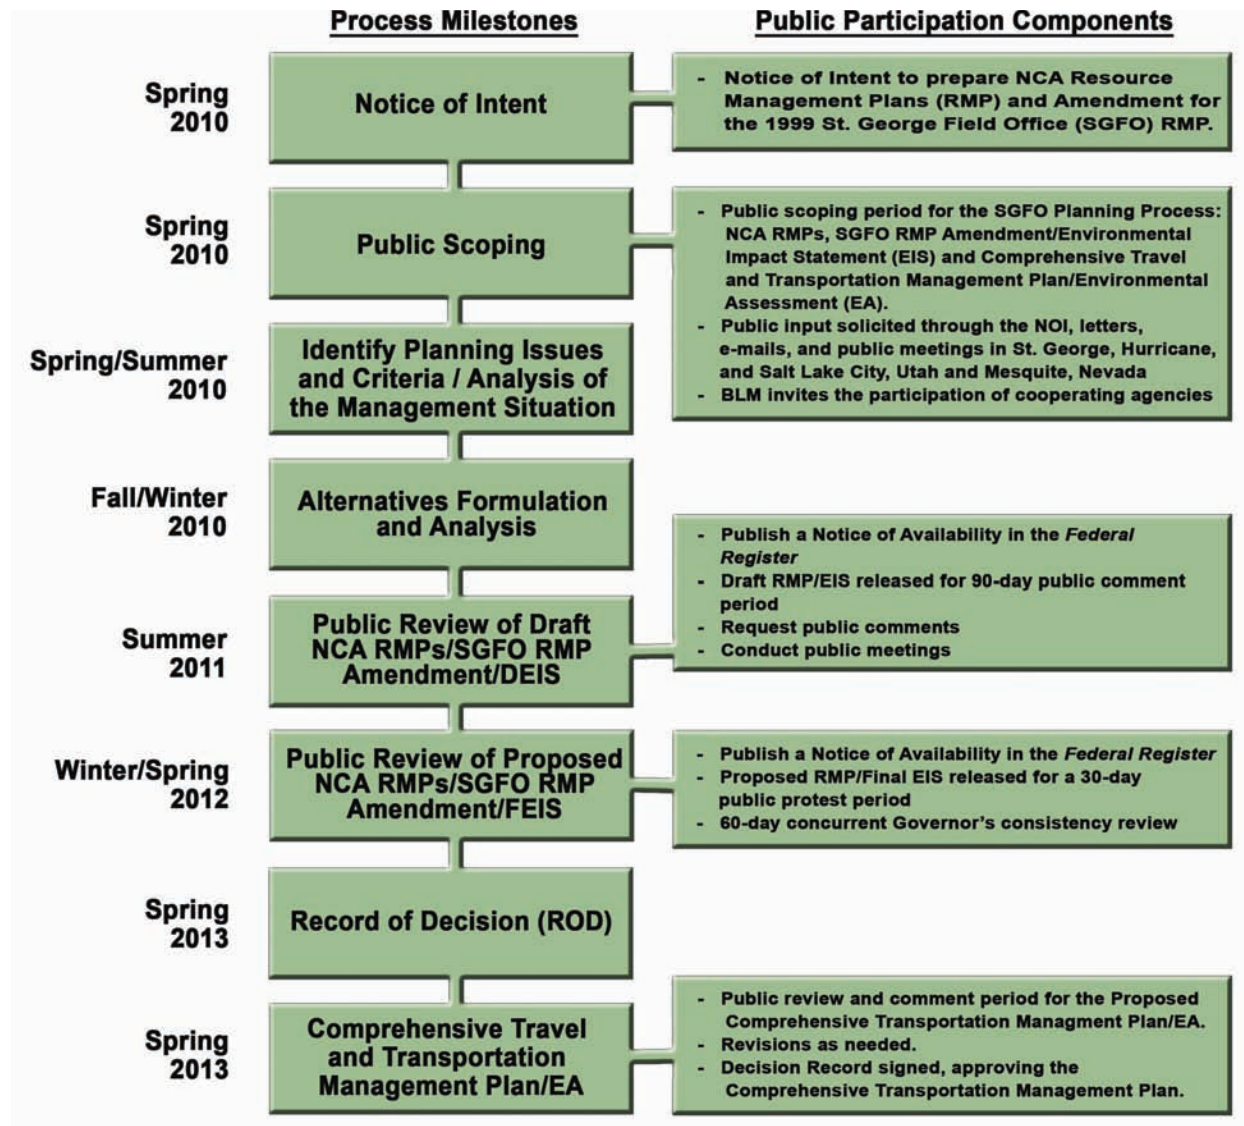 Process Milestones
Public Participation Components
Spring
2010
Notice of Intent
- Notice of Intent to prepare NCA Resource
Management Plans (RMP) and Amendment for
the 1999 St. George Field Office (SGFO) RMP.
Spring
2010
Public Scoping
- Public scoping period for the SGFO Planning Process:
NCA RMPs, SGFO RMP Amendment/Environmental
Impact Statement (EIS) and Comprehensive Travel
and Transportation Management Plan/Environmental
Assessment (EA).
- Public input solicited through the NOI, letters,
e-mails, and public meetings in St. George, Hurricane,
and Salt Lake City, Utah and Mesquite, Nevada
- BLM invites the participation of cooperating agencies
Spring/Summer
2010
Identify Planning Issues
and Criteria / Analysis of
the Management Situation
Fall/Winter
2010
Alternatives Formulation
and Analysis
Summer
2011
Public Review of Draft
NCA RMPs/SGFO RMP
Amendment/DEIS
- Publish a Notice of Availability in the Federal
Register
- Draft RMP/EIS released for 90-day public comment
period
- Request public comments
- Conduct public meetings
Winter/Spring
2012
Public Review of Proposed
NCA RMPs/SGFO RMP
Amendment/FEIS
- Publish a Notice of Availability in the Federal Register
- Proposed RMP/Final EIS released for a 30-day
public protest period
- 60-day concurrent Governor's consistency review
Spring
2013
Record of Decision (ROD)
Spring
2013
Comprehensive Travel
and Transportation
Management Plan/EA
- Public review and comment period for the Proposed
Comprehensive Transportation Managment Plan/EA.
- Revisions as needed.
- Decision Record signed, approving the
Comprehensive Transportation Management Plan.